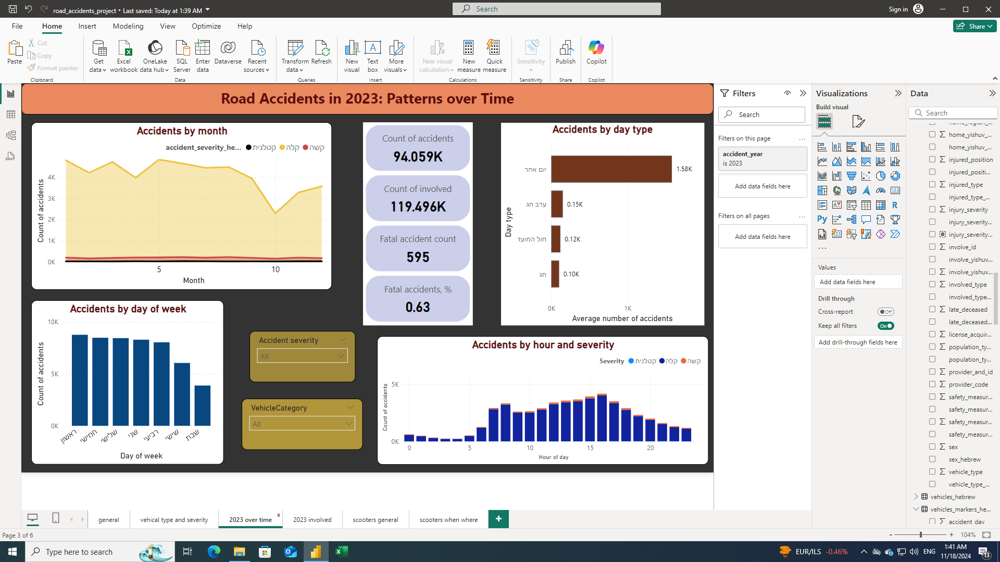 road_accidents_project • Last saved: Today at 1:39 AM
Search
Sign in
File
Home
Insert
Modeling
View
Optimize
Help
Share
Paste
Cut
Copy
Format painter
Clipboard
Get data
Excel workbook
OneLake data hub
SQL Server
Enter data
Dataverse
Recent sources
Data
Transform data
Refresh
Queries
New visual
Text box
More visuals
Insert
New visual calculation
New measure
Quick measure
Calculations
Sensitivity
Sensitivity
Publish
Share
Copilot
Copilot
Road Accidents in 2023: Patterns over Time
Accidents by month
accident_severity_he...
קטלנית
קלה
קשה
Count of accidents
4K
3K
2K
1K
0K
5
10
Month
Count of accidents
94.059K
Count of involved
119.496K
Fatal accident count
595
Fatal accidents, %
0.63
Accidents by day type
Day type
יום אחר
1.58K
ערב חג
0.15K
חול המועד
0.12K
חג
0.10K
0K
1K
Average number of accidents
Accidents by day of week
Count of accidents
10K
5K
0K
ראשון
חמישי
שלישי
שני
רביעי
שישי
שבת
Day of week
Accident severity
All
VehicleCategory
All
Accidents by hour and severity
Severity
קטלנית
קלה
קשה
Count of accidents
5K
0K
0
5
10
15
20
Hour of day
Filters
Search
Filters on this page
...
accident_year
is 2023
Add data fields here
Filters on all pages
...
Add data fields here
Visualizations
Build visual
123
R
Py
123
...
Values
Add data fields here
Drill through
Cross-report
Off
Keep all filters
On
Add drill-through fields here
Data
Search
home_region_...
home_yishuv_...
home_yishuv_...
injured_position
injured_positi...
injured_type
injured_type_...
injury_severity
injury_severity...
injury_severity...
involve_id
involve_yishuv...
involve_yishuv...
involved_type
involved_type...
late_deceased
late_deceased...
license_acquir...
population_ty...
population_ty...
provider_and_id
provider_code
safety_measur...
safety_measur...
safety_measur...
safety_measur...
sex
sex_hebrew
vehicle_type
vehicle_type_...
vehicles_hebrew
vehicles_markers_he...
accident_day
general
vehical type and severity
2023 over time
x
2023 involved
scooters general
scooters when where
+
Page 3 of 6
-
+
104%
Type here to search
EUR/ILS
-0.46%
ENG
1:41 AM
11/18/2024
13